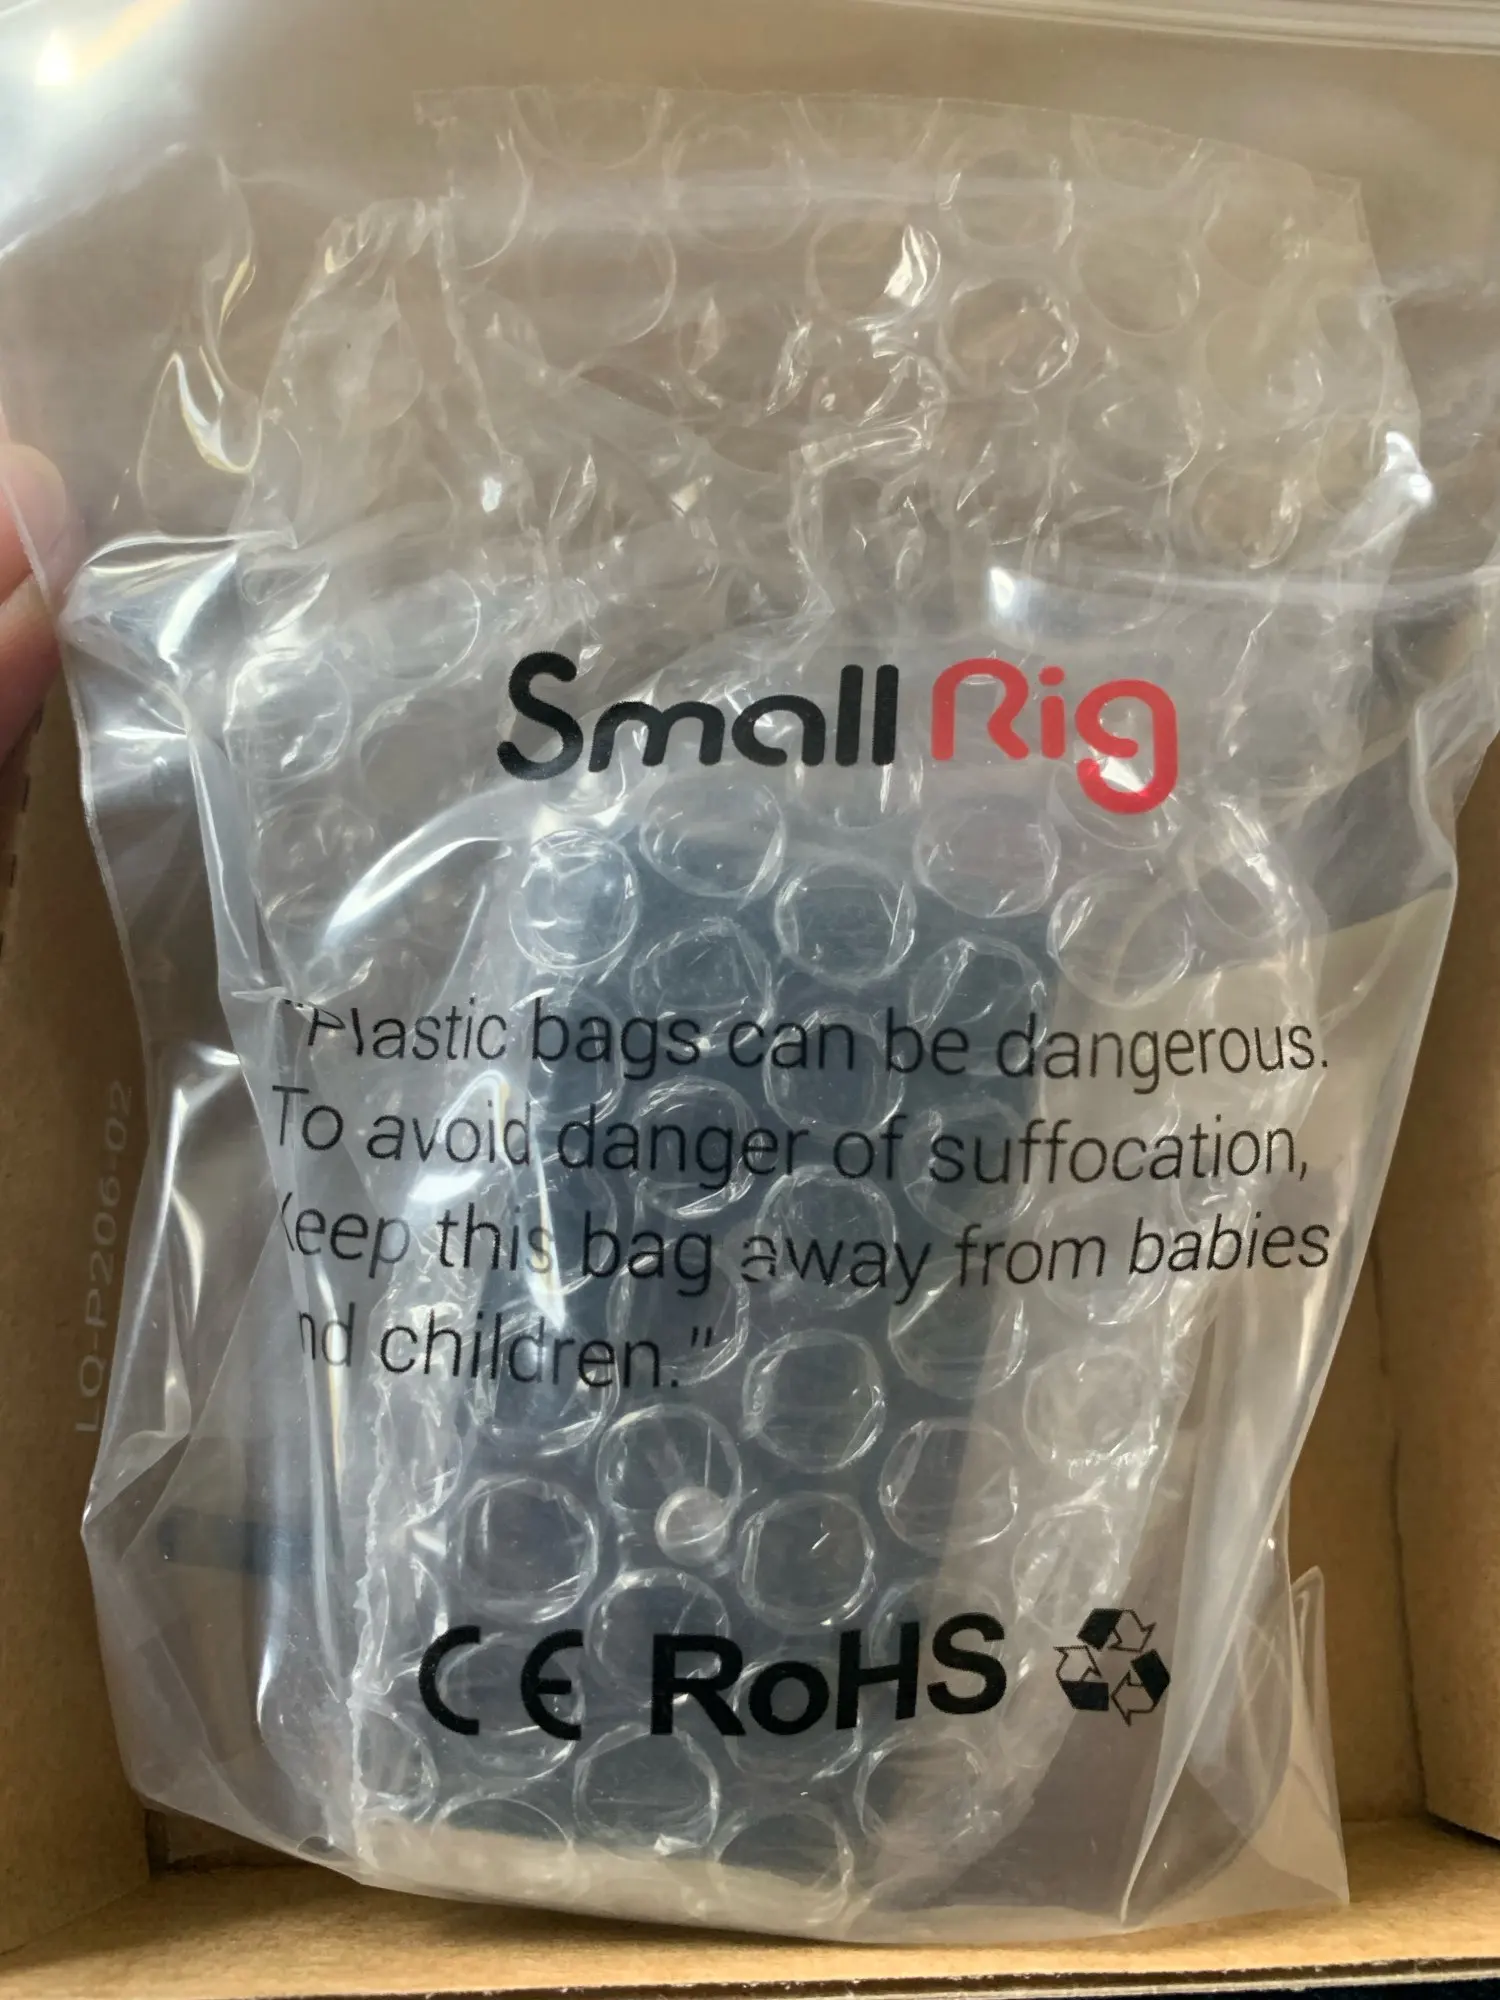 SmallRig
"Plastic bags can be dangerous.
To avoid danger of suffocation,
Keep this bag away from babies
and children."
CE RoHS
LQ-P206-02